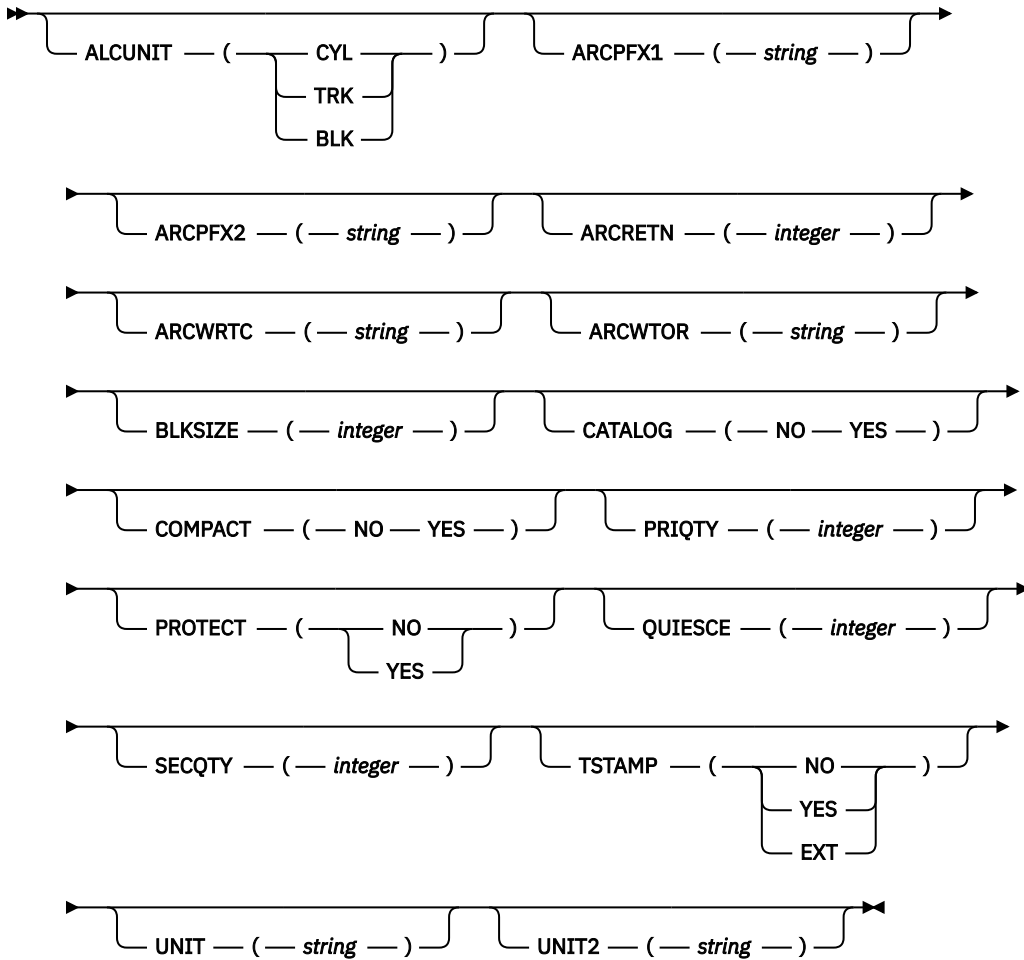 ALCUNIT ( CYL ) ARCPFX1 ( string )
TRK
BLK
ARCPFX2 ( string ) ARCRETN ( integer )
ARCWRTC ( string ) ARCWTOR ( string )
BLKSIZE ( integer ) CATALOG ( NO YES )
COMPACT ( NO YES ) PRIQTY ( integer )
PROTECT ( NO ) QUIESCE ( integer )
YES
SECQTY ( integer ) TSTAMP ( NO )
YES
EXT
UNIT ( string ) UNIT2 ( string )